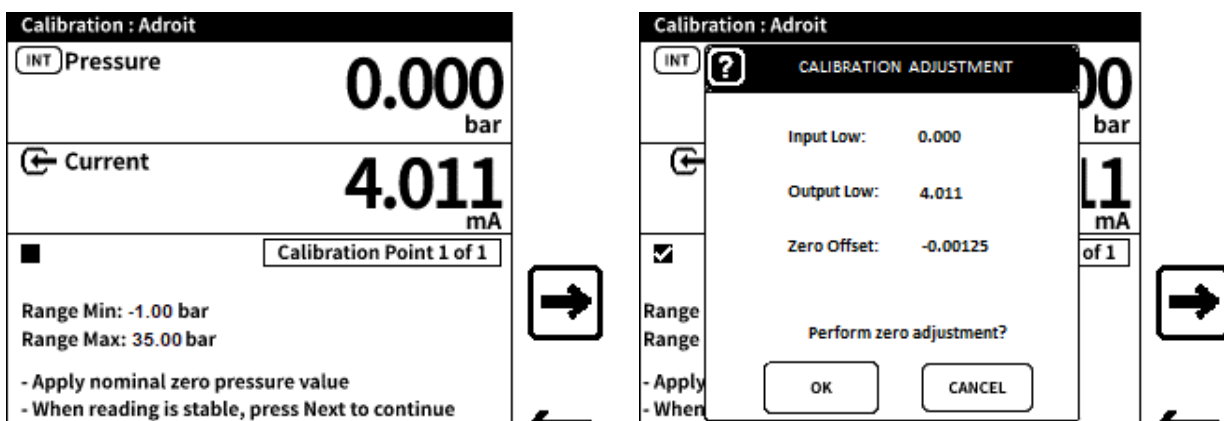 Calibration : Adroit
INT Pressure
0.000
bar
Current
4.011
mA
Calibration Point 1 of 1
Range Min: -1.00 bar
Range Max: 35.00 bar
- Apply nominal zero pressure value
- When reading is stable, press Next to continue
Calibration : Adroit
INT
? CALIBRATION ADJUSTMENT
00
bar
Input Low: 0.000
Output Low: 4.011
11
mA
Zero Offset: -0.00125
of 1
Range
Range
Perform zero adjustment?
- Apply
- When
OK CANCEL